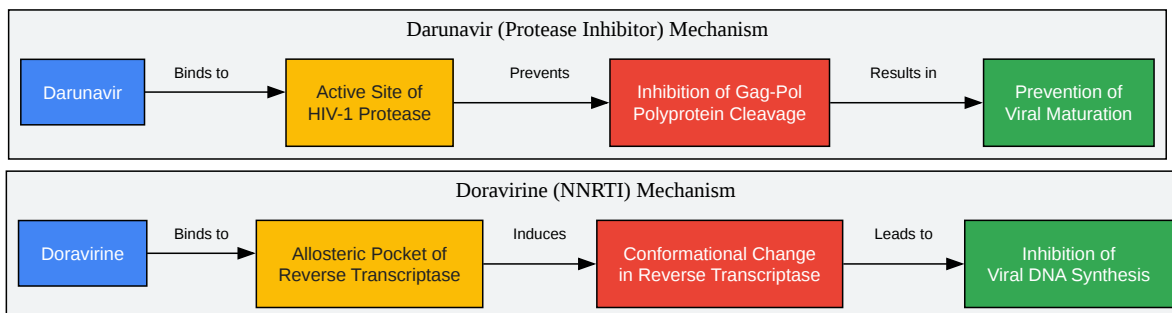 Darunavir (Protease Inhibitor) Mechanism
Darunavir
Binds to
Active Site of
HIV-1 Protease
Prevents
Inhibition of Gag-Pol
Polyprotein Cleavage
Results in
Prevention of
Viral Maturation
Doravirine (NNRTI) Mechanism
Doravirine
Binds to
Allosteric Pocket of
Reverse Transcriptase
Induces
Conformational Change
in Reverse Transcriptase
Leads to
Inhibition of
Viral DNA Synthesis